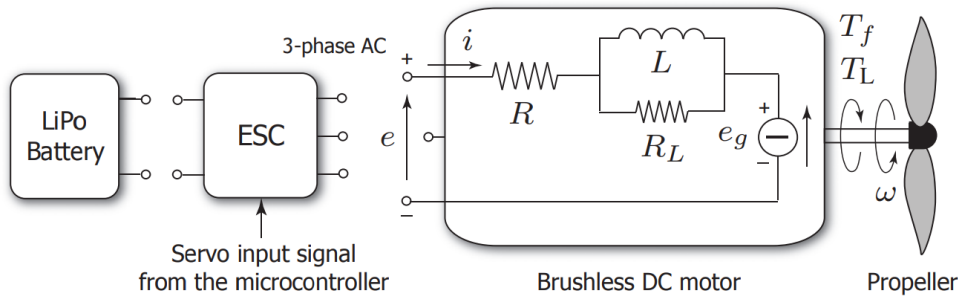 3-phase AC
LiPo
Battery
ESC
Servo input signal
from the microcontroller
+
i
e
−
R
L
R_L
e_g
+
−
Brushless DC motor
T_f
T_L
ω
Propeller